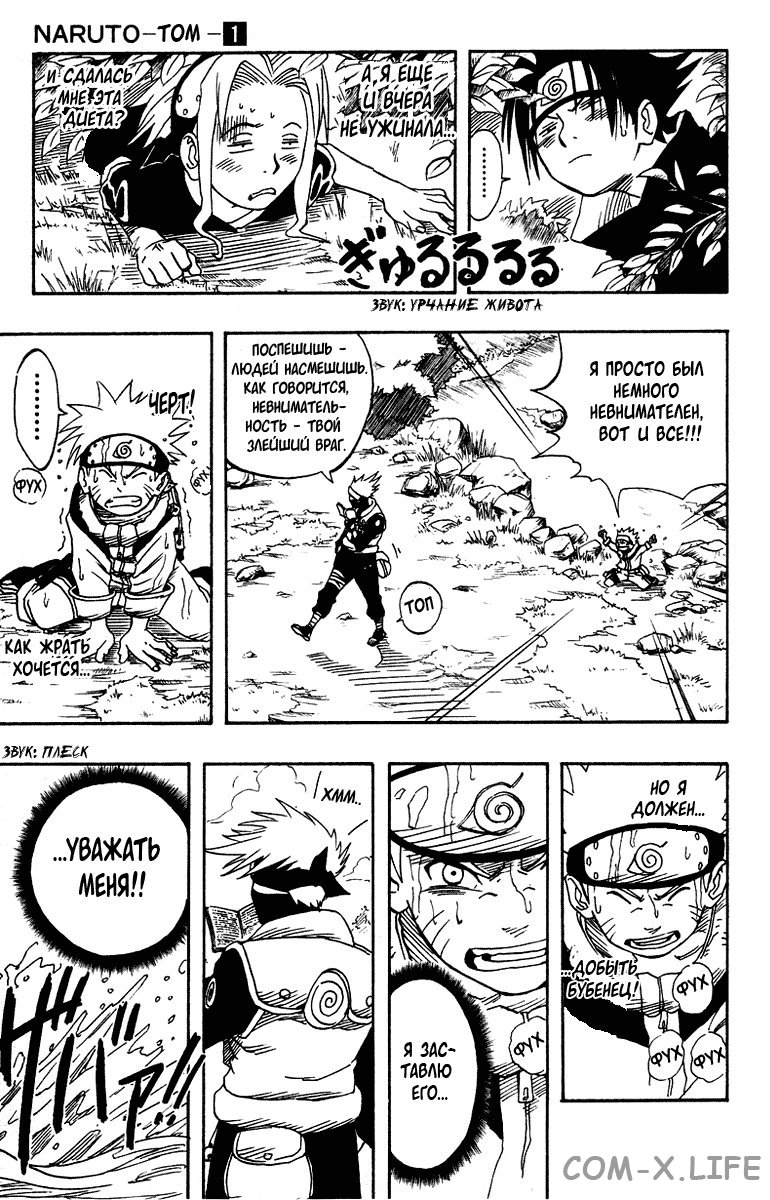 NARUTO-ТОМ-1
........
А Я ЕЩЕ
И ВЧЕРА
НЕ УЖИНАЛА...
И СДАЛАСЬ
МНЕ ЭТА
ДИЕТА?
ぎゅるるるる
ЗВУК: УРЧАНИЕ ЖИВОТА
Я ПРОСТО БЫЛ
НЕМНОГО
НЕВНИМАТЕЛЕН,
ВОТ И ВСЕ!!!
ПОСПЕШИШЬ -
ЛЮДЕЙ НАСМЕШИШЬ.
КАК ГОВОРИТСЯ,
НЕВНИМАТЕЛЬ-
НОСТЬ - ТВОЙ
ЗЛЕЙШИЙ ВРАГ.
ТОП
ЧЕРТ!
........
ФУХ
ФУХ
КАК ЖРАТЬ
ХОЧЕТСЯ...
НО Я
ДОЛЖЕН...
...ДОБЫТЬ
БУБЕНЕЦ!
ФУХ
ФУХ
ФУХ
ФУХ
Я ЗАС-
ТАВЛЮ
ЕГО...
ХММ..
ЗВУК: ПЛЕСК
...УВАЖАТЬ
МЕНЯ!!
ザバァ!!
COM-X.LIFE